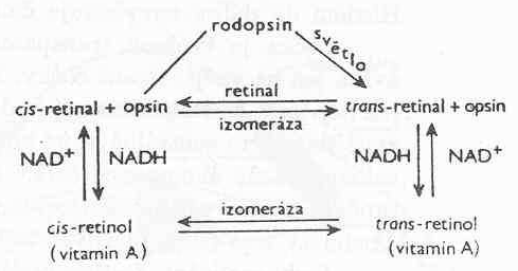 rodopsin
světlo
cis-retinal + opsin
retinal
izomeráza
trans-retinal + opsin
NAD⁺ NADH
NADH NAD⁺
cis-retinol
(vitamin A)
izomeráza
trans-retinol
(vitamin A)